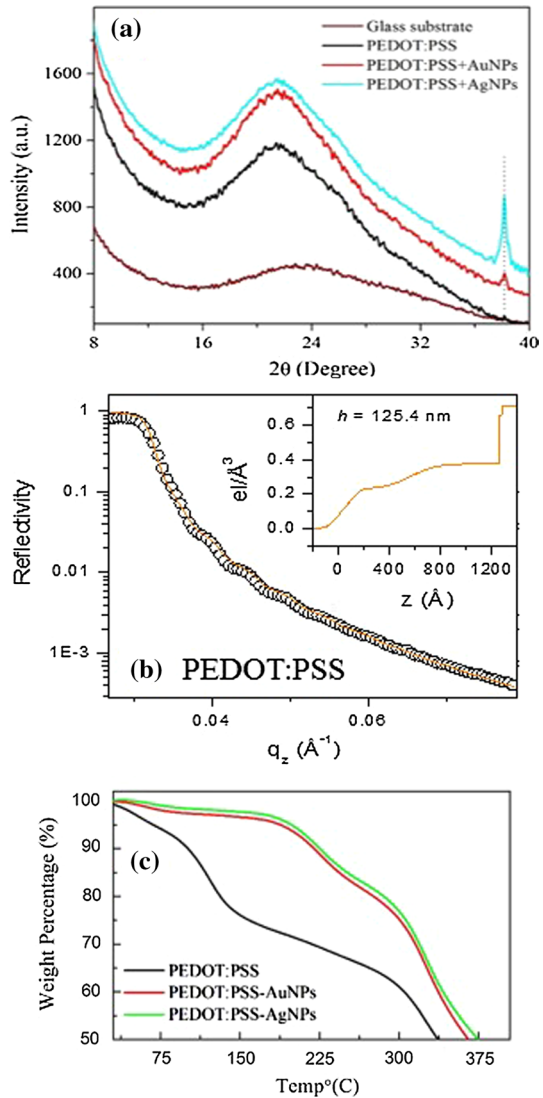 (a)
Glass substrate
PEDOT:PSS
PEDOT:PSS+AuNPs
PEDOT:PSS+AgNPs
Intensity (a.u.)
1600
1200
800
400
8 16 24 32 40
2θ (Degree)
Reflectivity
1
0.1
0.01
1E-3
h = 125.4 nm
el/Å³
0.6
0.4
0.2
0.0
0 400 800 1200
z (Å)
(b) PEDOT:PSS
0.04 0.06
q_z (Å⁻¹)
(c)
Weight Percentage (%)
100
90
80
70
60
50
PEDOT:PSS
PEDOT:PSS-AuNPs
PEDOT:PSS-AgNPs
75 150 225 300 375
Temp°(C)